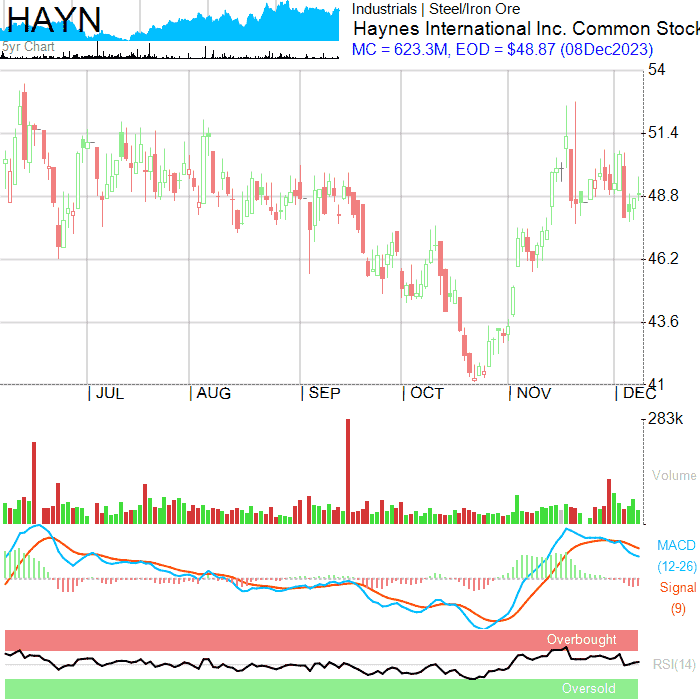 HAYN
5yr Chart
Industrials | Steel/Iron Ore
Haynes International Inc. Common Stock
MC = 623.3M, EOD = $48.87 (08Dec2023)
54
51.4
48.8
46.2
43.6
41
| JUL | AUG | SEP | OCT | NOV | DEC
283k
Volume
MACD
(12-26)
Signal
(9)
Overbought
RSI(14)
Oversold